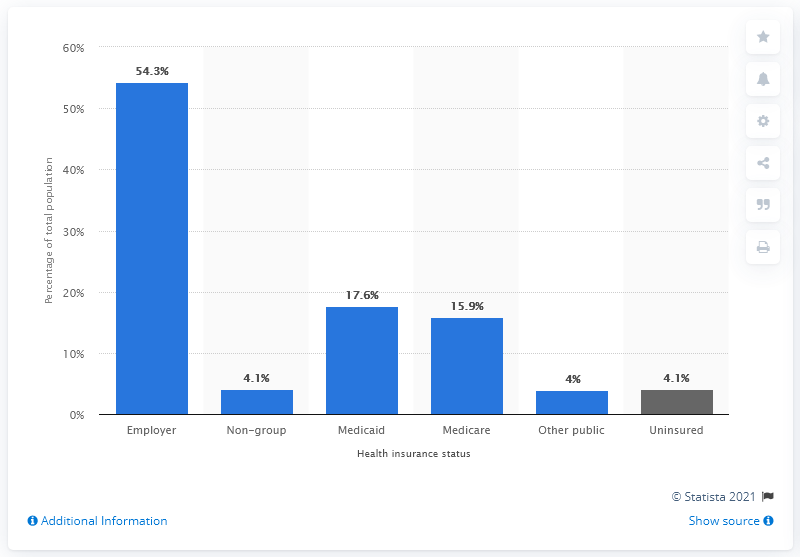 60%
54.3%
50%
40%
30%
20%
17.6%
15.9%
10%
4.1%
4%
4.1%
0%
Percentage of total population
Employer Non-group Medicaid Medicare Other public Uninsured
Health insurance status
© Statista 2021
Additional Information
Show source